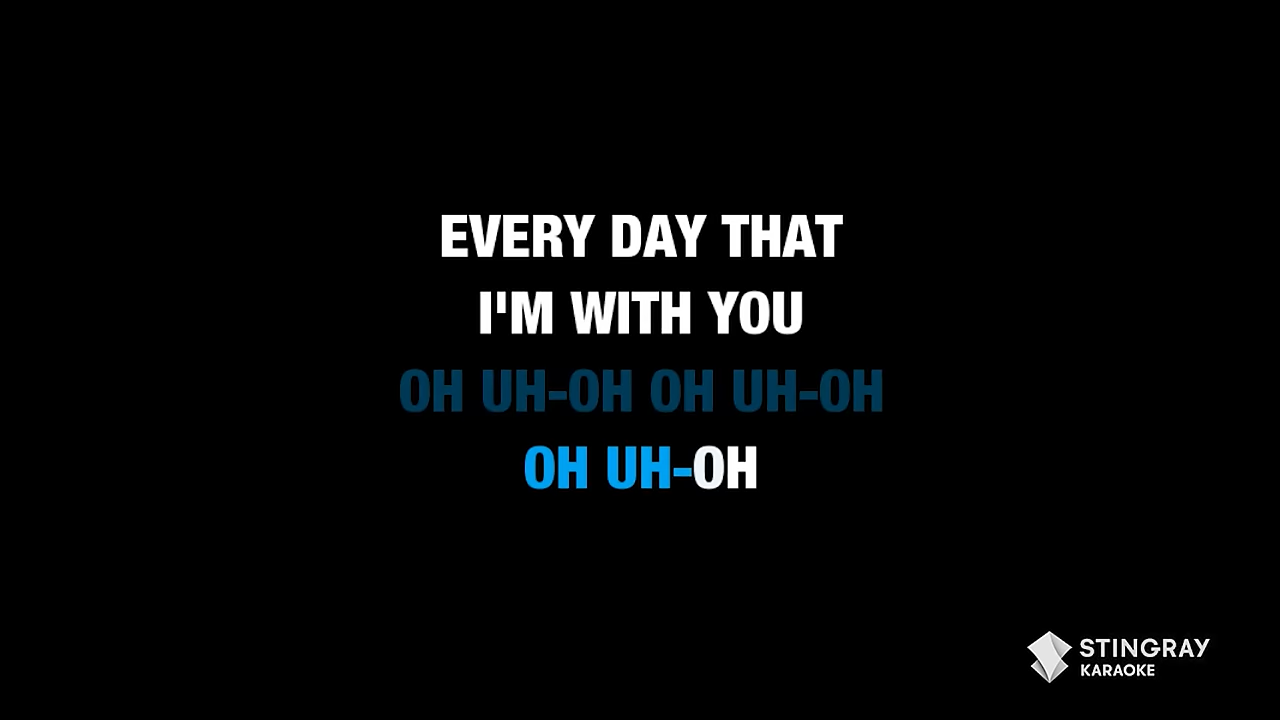 EVERY DAY THAT
I'M WITH YOU
OH UH-OH OH UH-OH
OH UH-OH
STINGRAY
KARAOKE